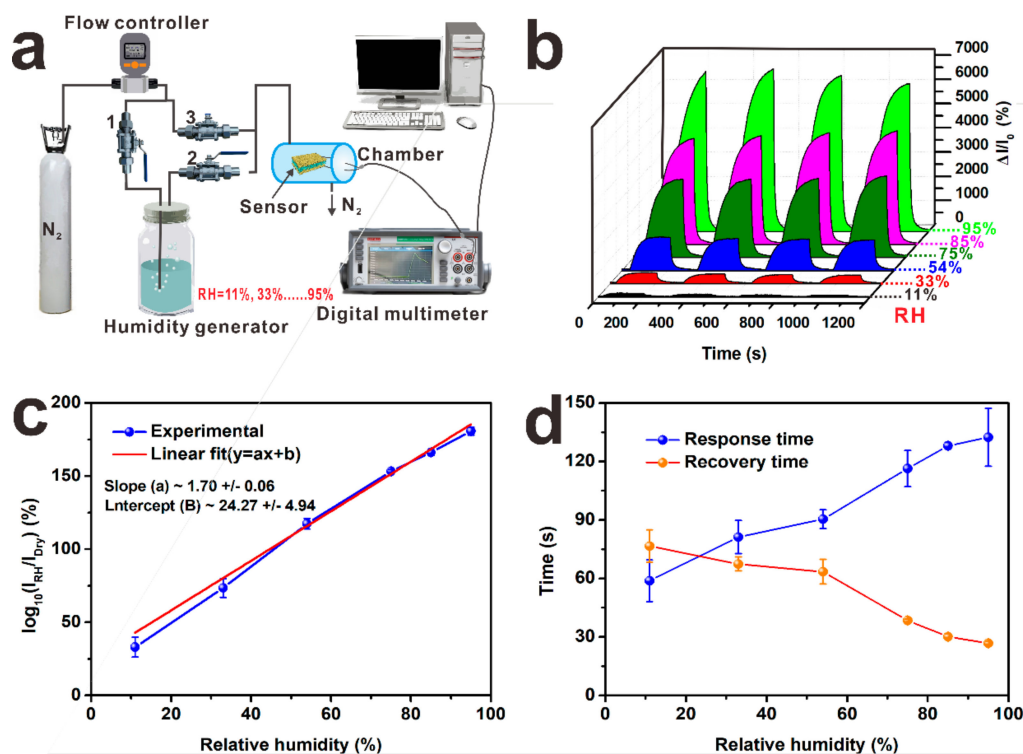 a
Flow controller
1
3
2
N2
Chamber
Sensor
N2
RH=11%, 33%......95%
Humidity generator
Digital multimeter
b
7000
6000
5000
4000
3000
2000
1000
0
ΔI/I0 (%)
95%
85%
75%
54%
33%
11%
RH
0 200 400 600 800 1000 1200
Time (s)
c
200
150
100
50
0
log10(IRH/IDry) (%)
Experimental
Linear fit(y=ax+b)
Slope (a) ~ 1.70 +/- 0.06
Lntercept (B) ~ 24.27 +/- 4.94
0 20 40 60 80 100
Relative humidity (%)
d
150
120
90
60
30
0
Time (s)
Response time
Recovery time
0 20 40 60 80 100
Relative humidity (%)